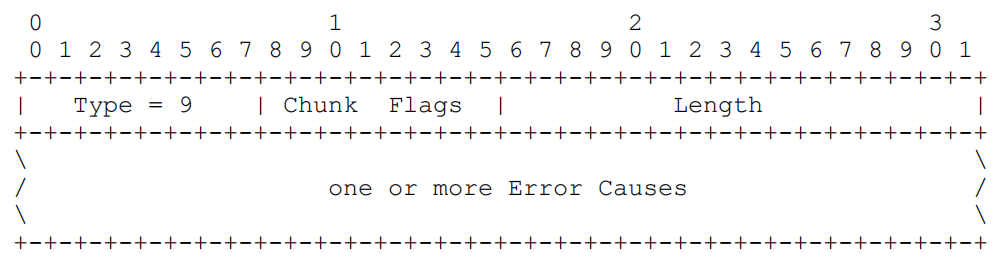 0                   1                   2                   3
 0 1 2 3 4 5 6 7 8 9 0 1 2 3 4 5 6 7 8 9 0 1 2 3 4 5 6 7 8 9 0 1
+-+-+-+-+-+-+-+-+-+-+-+-+-+-+-+-+-+-+-+-+-+-+-+-+-+-+-+-+-+-+-+-+
|   Type = 9    | Chunk  Flags  |           Length              |
+-+-+-+-+-+-+-+-+-+-+-+-+-+-+-+-+-+-+-+-+-+-+-+-+-+-+-+-+-+-+-+-+
\                                                               \
/                    one or more Error Causes                   /
\                                                               \
+-+-+-+-+-+-+-+-+-+-+-+-+-+-+-+-+-+-+-+-+-+-+-+-+-+-+-+-+-+-+-+-+